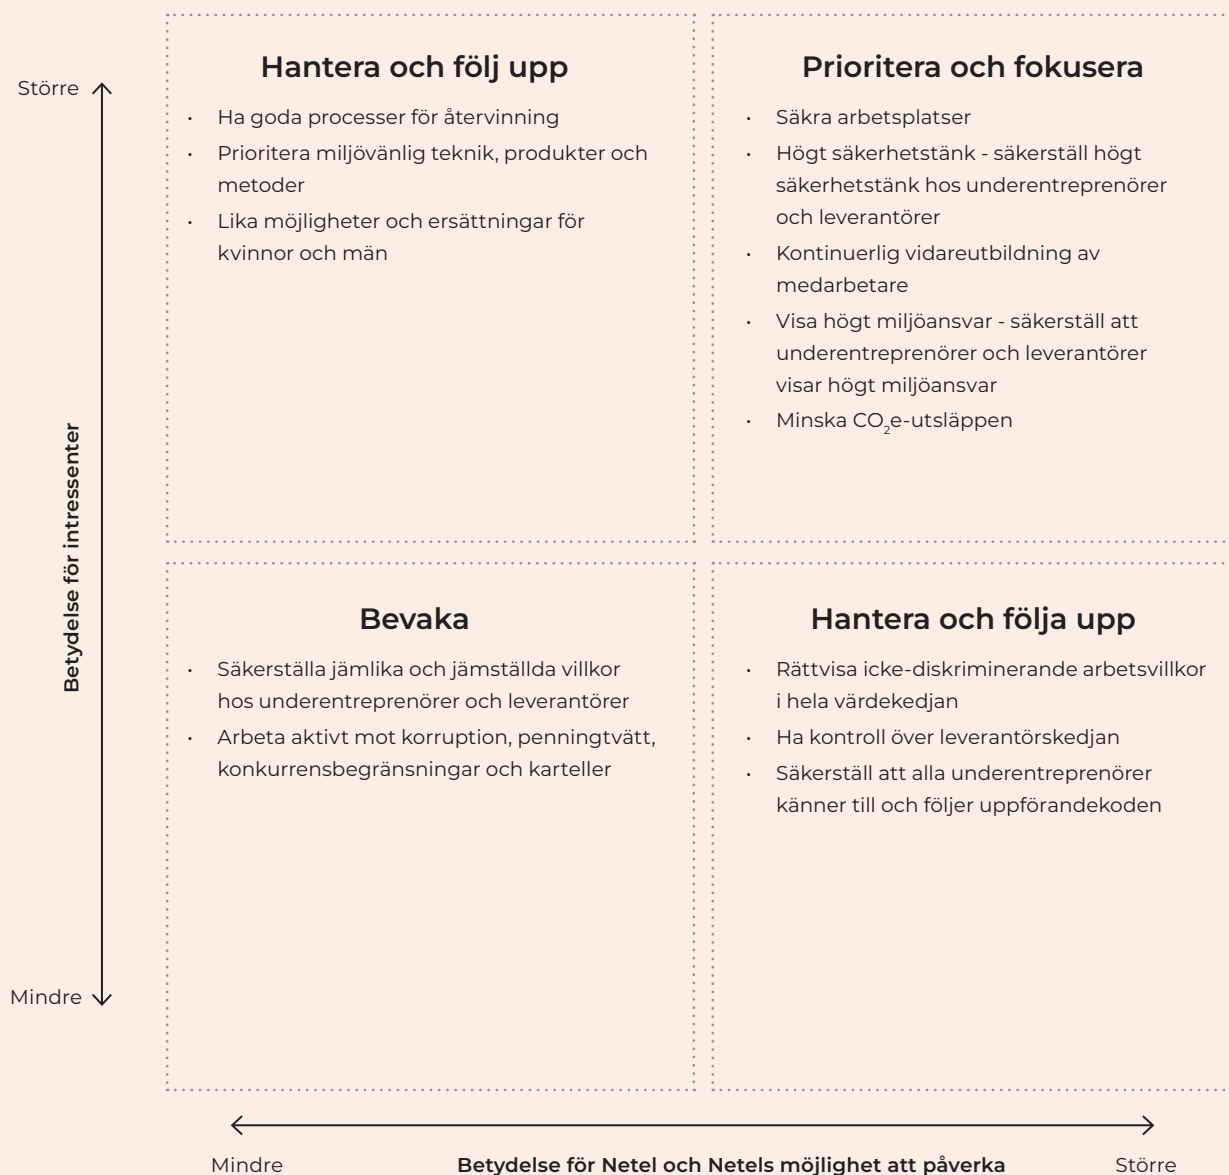 Större
Betydelse för intressenter
Mindre
Hantera och följ upp
• Ha goda processer för återvinning
• Prioritera miljövänlig teknik, produkter och
metoder
• Lika möjligheter och ersättningar för
kvinnor och män
Prioritera och fokusera
• Säkra arbetsplatser
• Högt säkerhetstänk - säkerställ högt
säkerhetstänk hos underentreprenörer
och leverantörer
• Kontinuerlig vidareutbildning av
medarbetare
• Visa högt miljöansvar - säkerställ att
underentreprenörer och leverantörer
visar högt miljöansvar
• Minska CO₂e-utsläppen
Bevaka
• Säkerställa jämlika och jämställda villkor
hos underentreprenörer och leverantörer
• Arbeta aktivt mot korruption, penningtvätt,
konkurrensbegränsningar och karteller
Hantera och följa upp
• Rättvisa icke-diskriminerande arbetsvillkor
i hela värdekedjan
• Ha kontroll över leverantörskedjan
• Säkerställ att alla underentreprenörer
känner till och följer uppförandekoden
Mindre
Betydelse för Netel och Netels möjlighet att påverka
Större